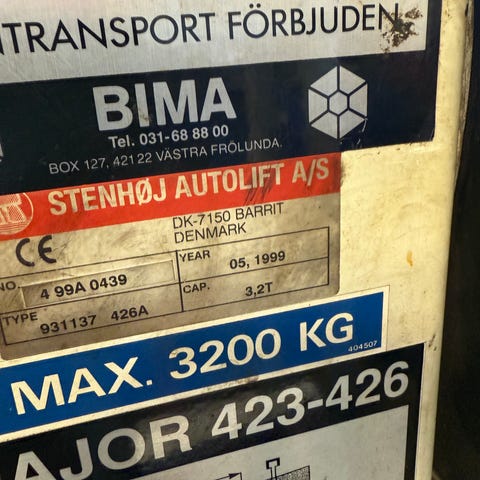 TRANSPORT FÖRBJUDEN
BIMA
Tel. 031-68 88 00
BOX 127, 421 22 VÄSTRA FRÖLUNDA.
STENHØJ AUTOLIFT A/S
DK-7150 BARRIT
DENMARK
CE
NO. 4 99A 0439
YEAR 05, 1999
TYPE 931137 426A
CAP. 3,2T
MAX. 3200 KG
404507
AJOR 423-426